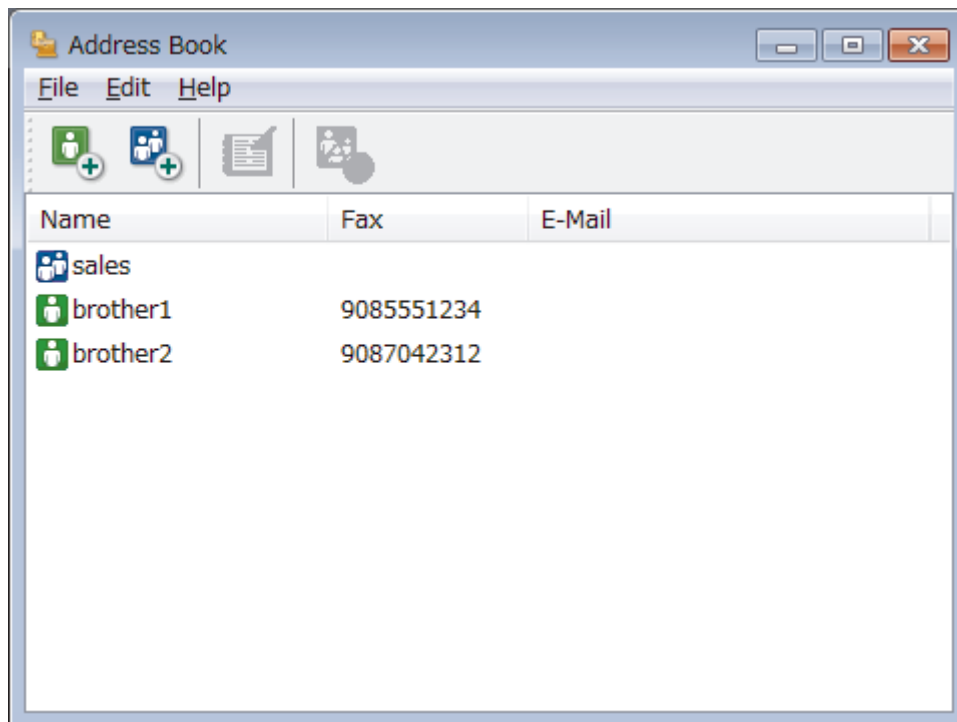 Address Book
File Edit Help
Name Fax E-Mail
sales
brother1 9085551234
brother2 9087042312